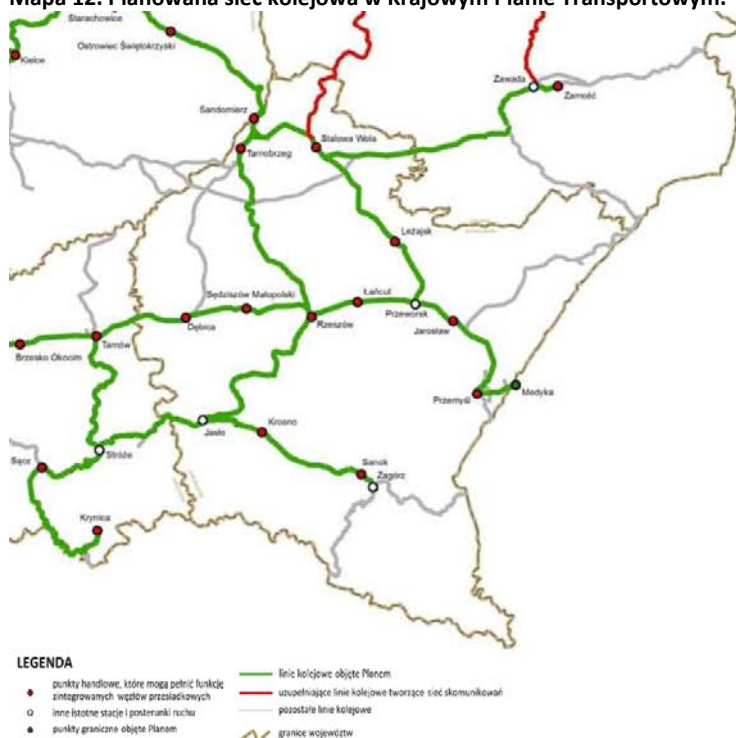 Mapa 12. Planowana sieć kolejowa w Krajowym Planie Transportowym.
Starachowice
Ostrowiec Świętokrzyski
Kielce
Zawada
Zamość
Sandomierz
Stalowa Wola
Tarnobrzeg
Leżajsk
Sędziszów Małopolski
Łańcut
Dębica
Rzeszów
Przeworsk
Jarosław
Tarnów
Brzesko Okocim
Przemyśl
Medyka
Jasło
Krosno
Stróże
Sącz
Sanok
Zagórz
Krynica
LEGENDA
punkty handlowe, które mogą pełnić funkcję
zintegrowanych węzłów przesiadkowych
inne istotne stacje i posterunki ruchu
punkty graniczne objęte Planem
linie kolejowe objęte Planem
uzupełniające linie kolejowe tworzące sieć skomunikowań
pozostałe linie kolejowe
granice województw